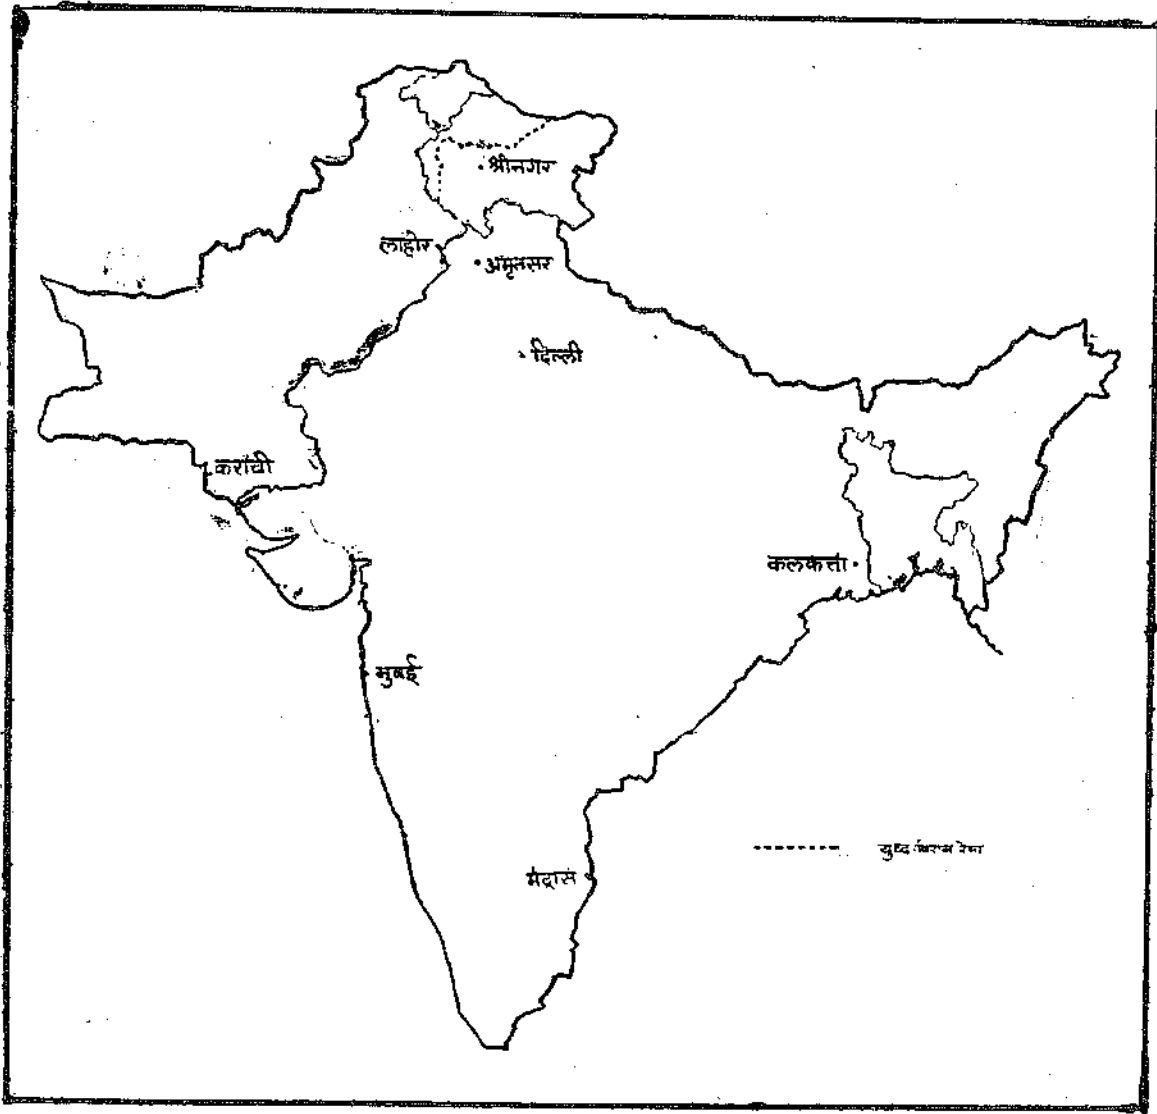 श्रीनगर
लाहौर
अमृतसर
दिल्ली
करांची
कलकत्ता
मुंबई
युध्द विराम रेखा
मद्रास